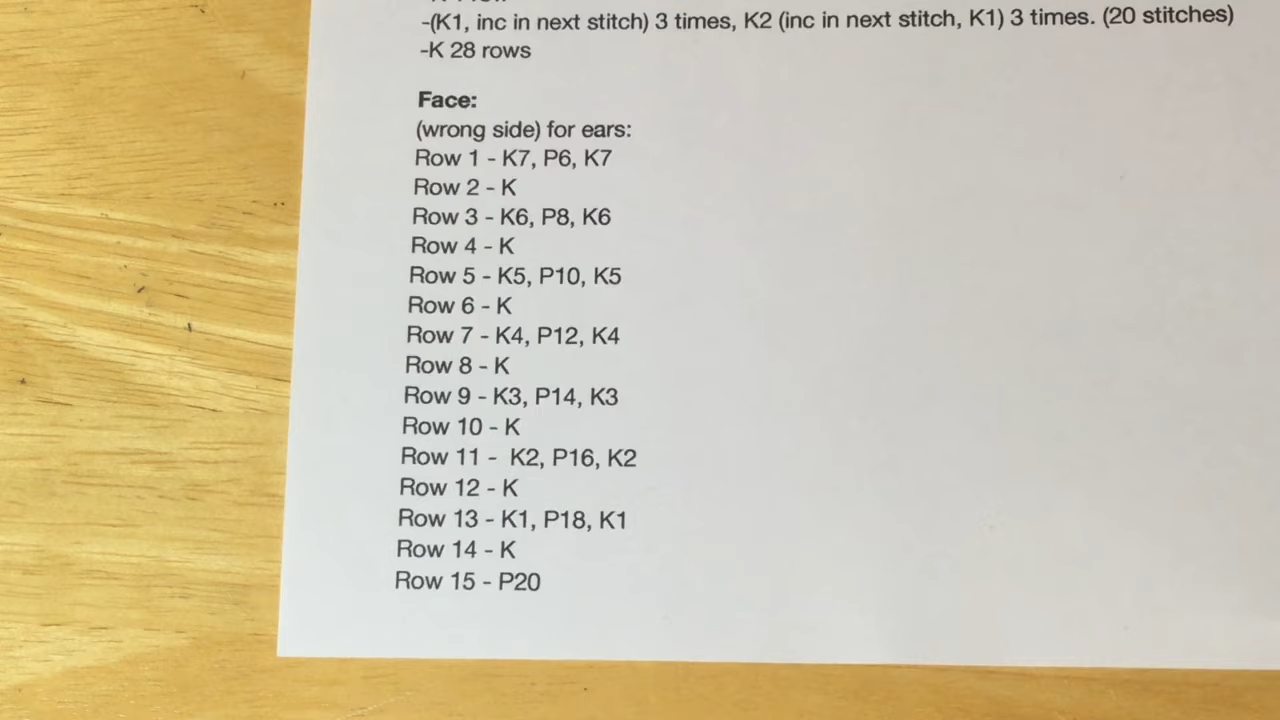 -(K1, inc in next stitch) 3 times, K2 (inc in next stitch, K1) 3 times. (20 stitches)
-K 28 rows
Face:
(wrong side) for ears:
Row 1 - K7, P6, K7
Row 2 - K
Row 3 - K6, P8, K6
Row 4 - K
Row 5 - K5, P10, K5
Row 6 - K
Row 7 - K4, P12, K4
Row 8 - K
Row 9 - K3, P14, K3
Row 10 - K
Row 11 - K2, P16, K2
Row 12 - K
Row 13 - K1, P18, K1
Row 14 - K
Row 15 - P20